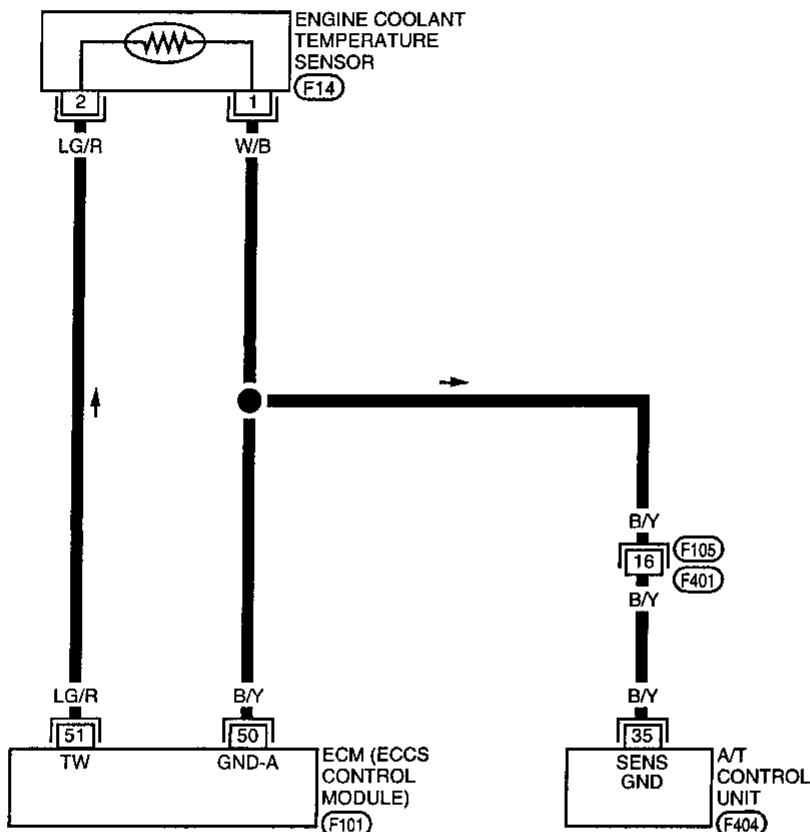 ENGINE COOLANT
TEMPERATURE
SENSOR
F14
2
1
LG/R
W/B
B/Y
16
F105
F401
B/Y
LG/R
B/Y
B/Y
51
50
35
TW
GND-A
ECM (ECCS
CONTROL
MODULE)
F101
SENS
GND
A/T
CONTROL
UNIT
F404